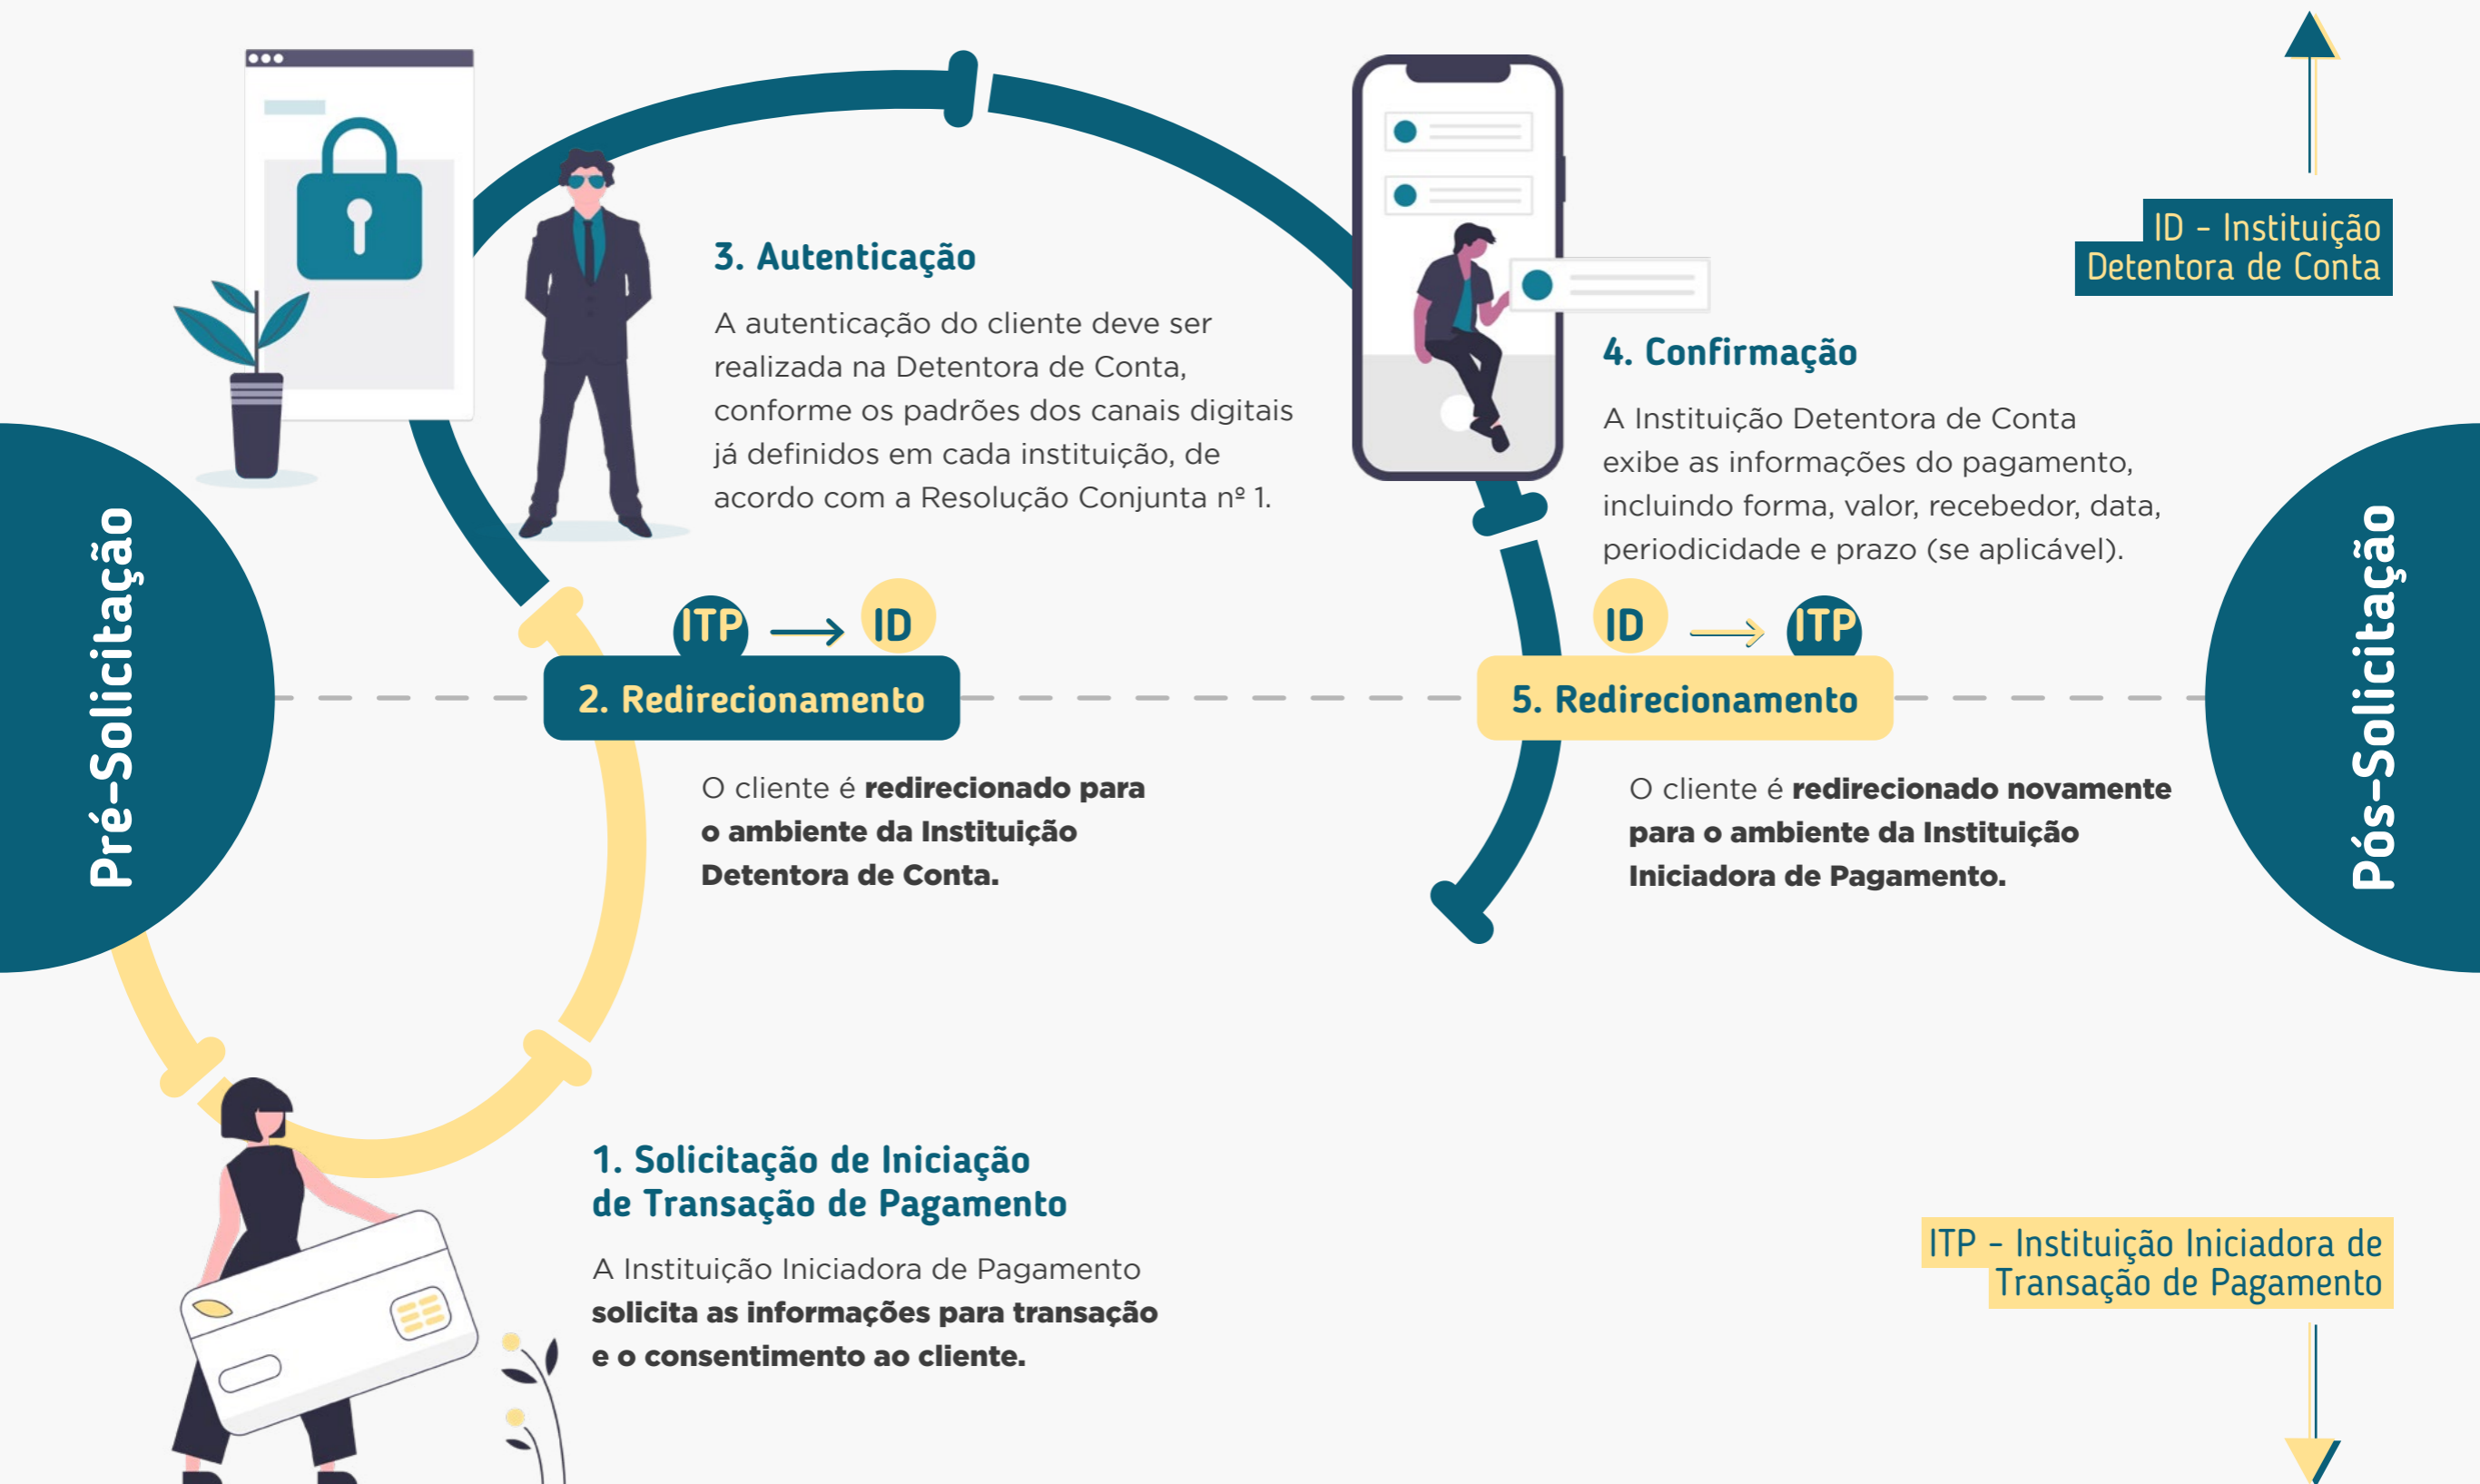 Pré-Solicitação
3. Autenticação
A autenticação do cliente deve ser
realizada na Detentora de Conta,
conforme os padrões dos canais digitais
já definidos em cada instituição, de
acordo com a Resolução Conjunta nº 1.
4. Confirmação
A Instituição Detentora de Conta
exibe as informações do pagamento,
incluindo forma, valor, recebedor, data,
periodicidade e prazo (se aplicável).
ID - Instituição
Detentora de Conta
ITP → ID
2. Redirecionamento
O cliente é redirecionado para
o ambiente da Instituição
Detentora de Conta.
ID → ITP
5. Redirecionamento
O cliente é redirecionado novamente
para o ambiente da Instituição
Iniciadora de Pagamento.
Pós-Solicitação
1. Solicitação de Iniciação
de Transação de Pagamento
A Instituição Iniciadora de Pagamento
solicita as informações para transação
e o consentimento ao cliente.
ITP - Instituição Iniciadora de
Transação de Pagamento